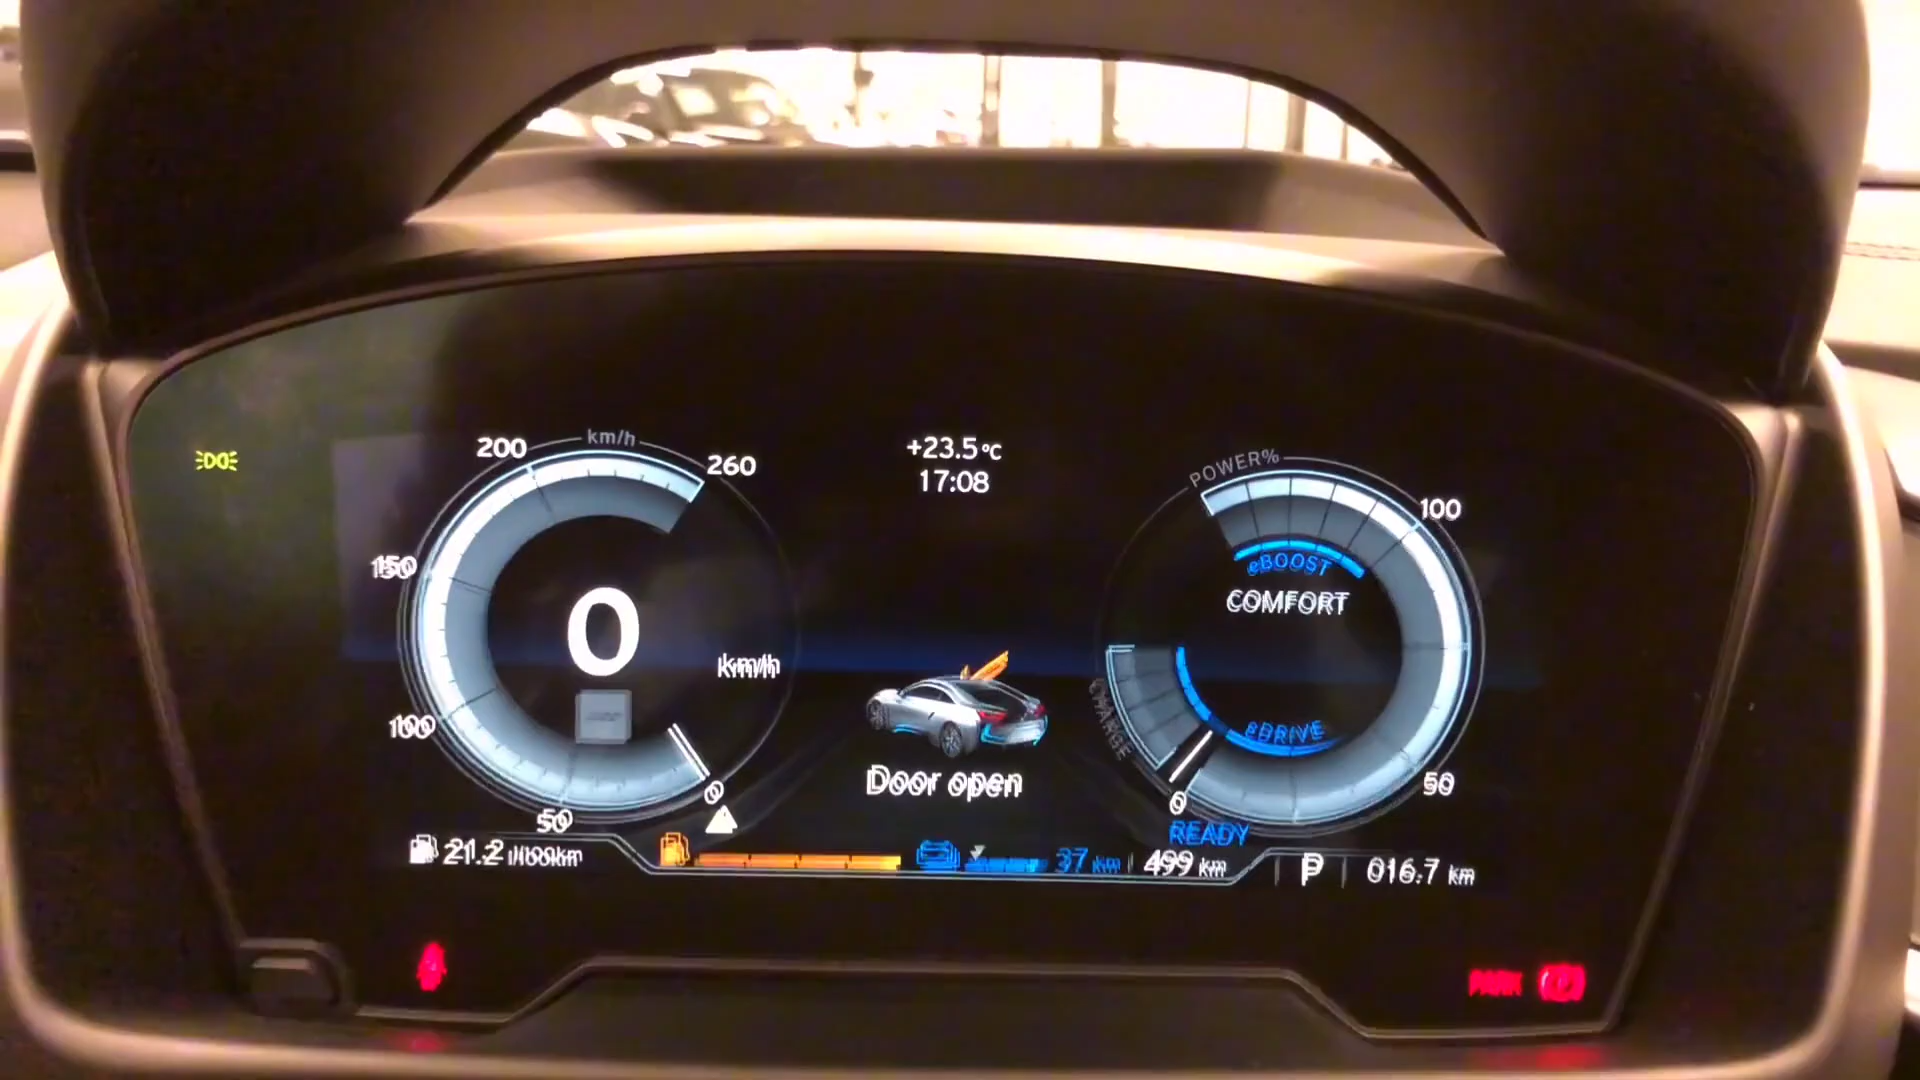 km/h
200
260
+23.5°C
17:08
POWER%
100
150
eBOOST
COMFORT
0
km/h
100
CHARGE
eDRIVE
Door open
0
50
0
50
READY
21.2 l/100km
37 km
499 km
P
016.7 km
PARK